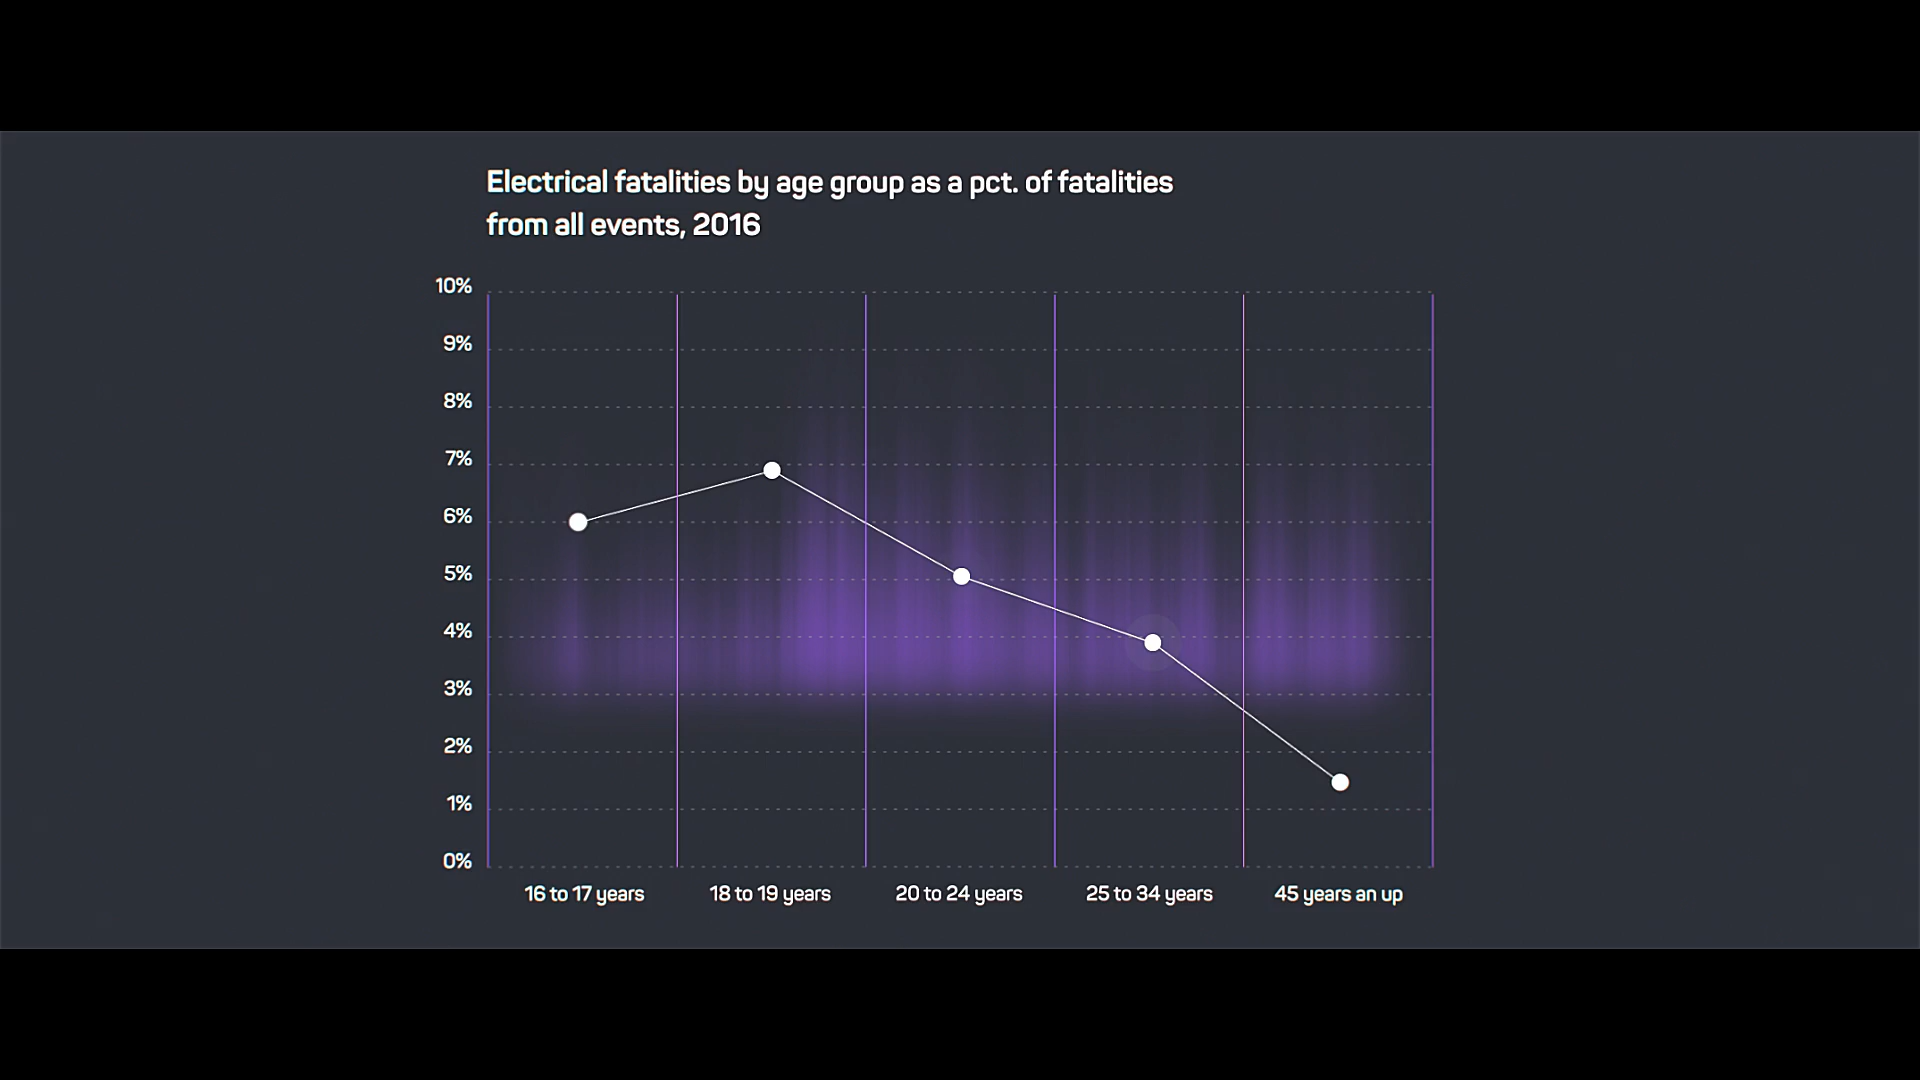 Electrical fatalities by age group as a pct. of fatalities
from all events, 2016
10%
9%
8%
7%
6%
5%
4%
3%
2%
1%
0%
16 to 17 years
18 to 19 years
20 to 24 years
25 to 34 years
45 years an up